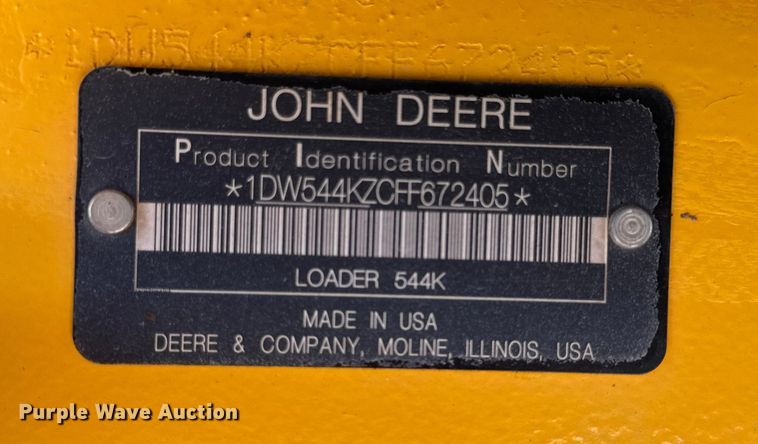 *1DW544KZCFF672405*
JOHN DEERE
Product Identification Number
*1DW544KZCFF672405*
LOADER 544K
MADE IN USA
DEERE & COMPANY, MOLINE, ILLINOIS, USA
Purple Wave Auction